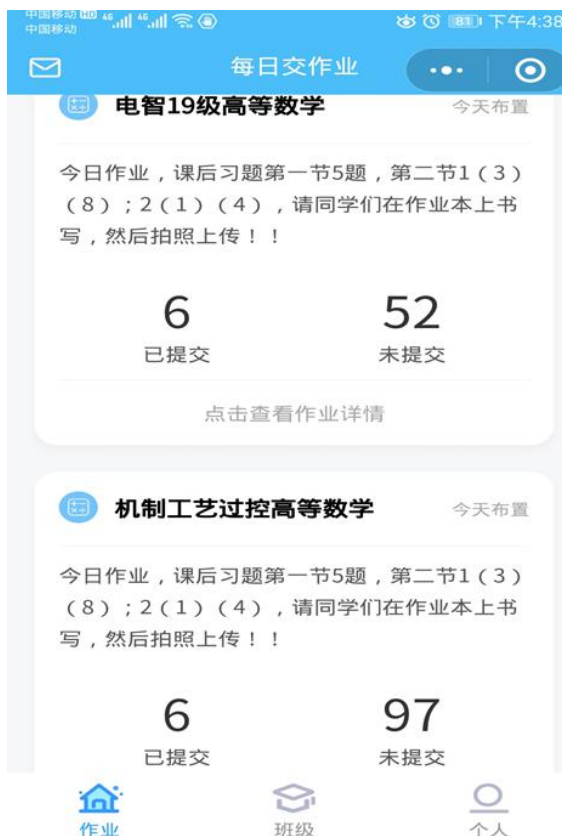 中国移动 HD 4G 4G 81 下午4:38
中国移动
每日交作业
电智19级高等数学 今天布置
今日作业，课后习题第一节5题，第二节1(3)
(8)；2(1)(4)，请同学们在作业本上书
写，然后拍照上传！！
6 52
已提交 未提交
点击查看作业详情
机制工艺过控高等数学 今天布置
今日作业，课后习题第一节5题，第二节1(3)
(8)；2(1)(4)，请同学们在作业本上书
写，然后拍照上传！！
6 97
已提交 未提交
作业 班级 个人